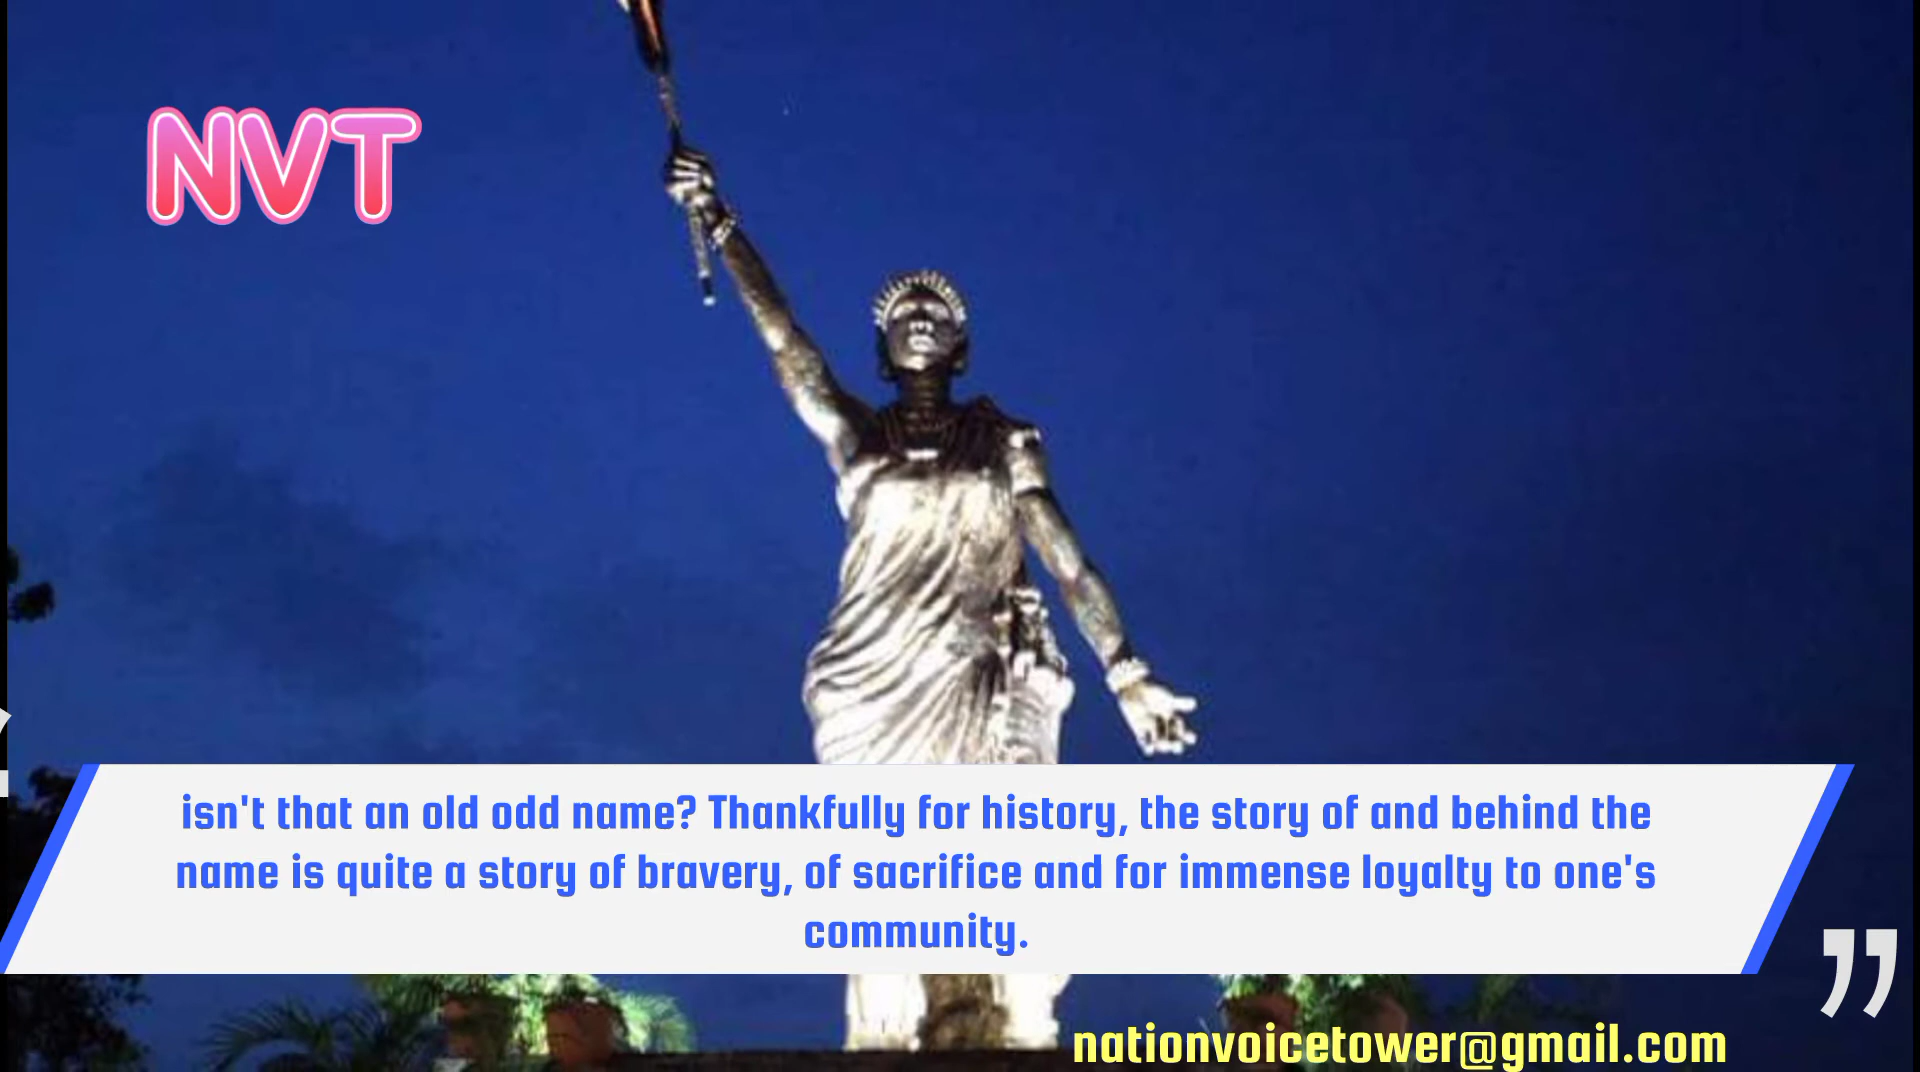 NVT
isn't that an old odd name? Thankfully for history, the story of and behind the
name is quite a story of bravery, of sacrifice and for immense loyalty to one's
community.
”
nationvoicetower@gmail.com